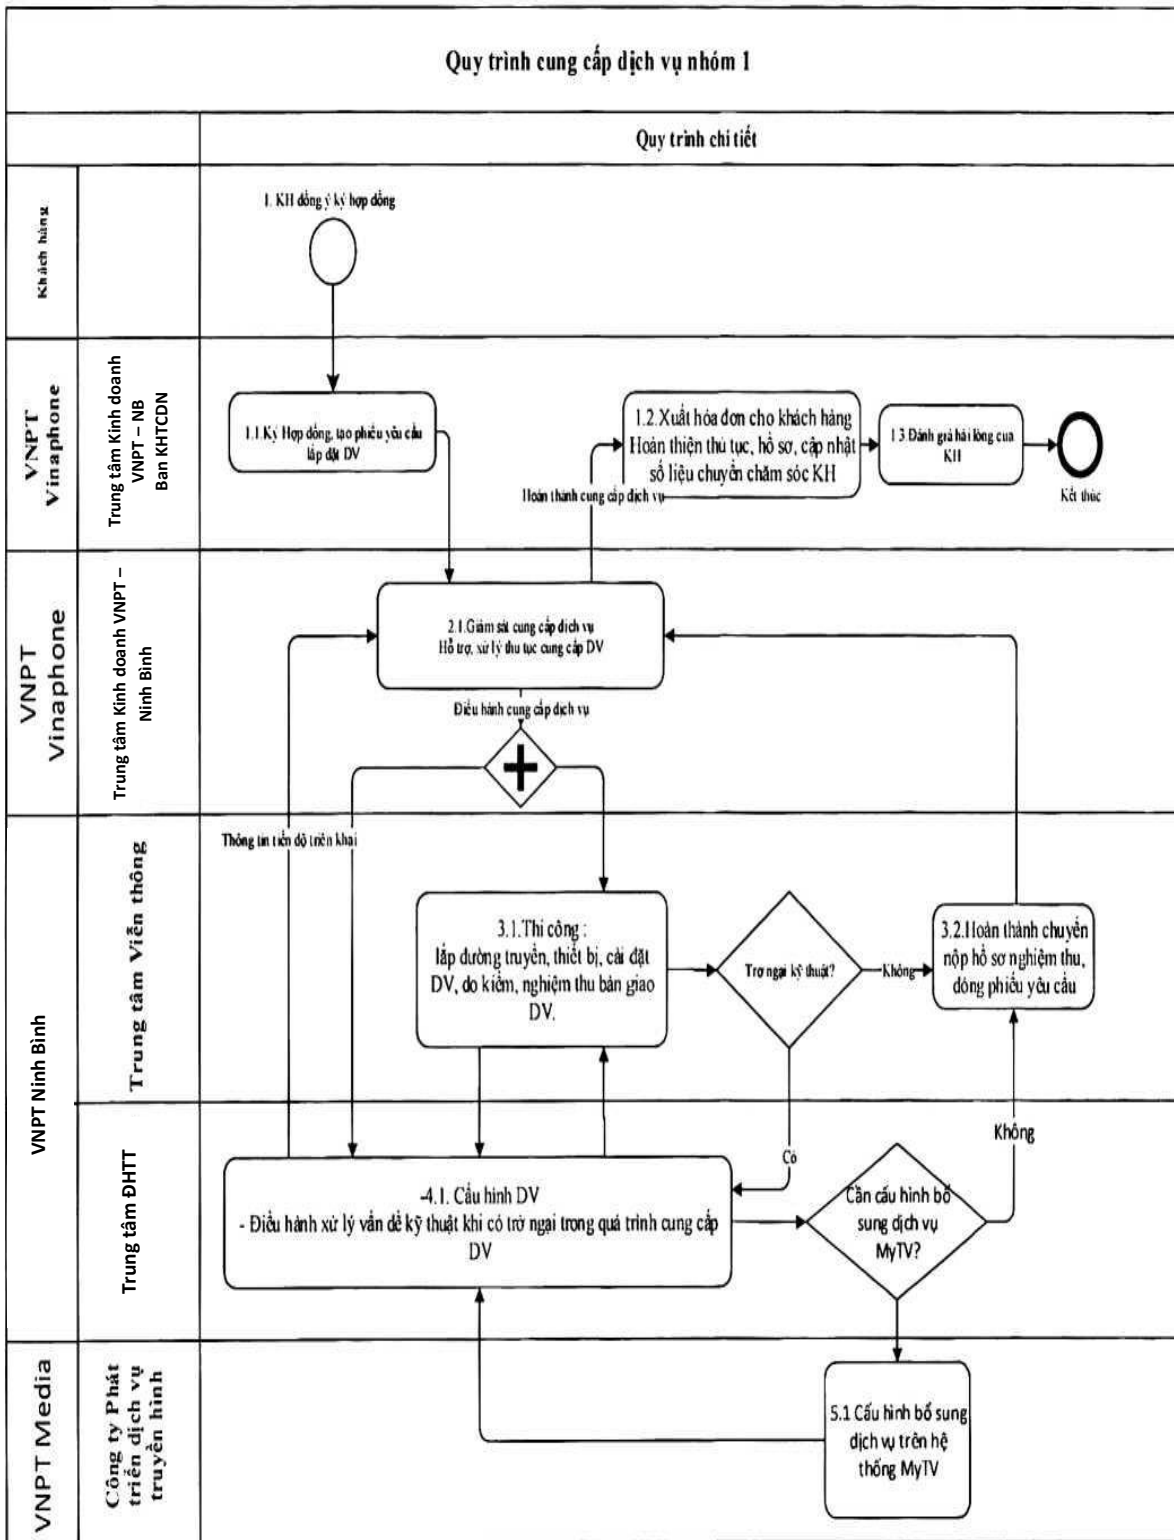 Quy trình cung cấp dịch vụ nhóm 1
Quy trình chi tiết
Khách hàng
1. KH đồng ý ký hợp đồng
VNPT
Vinaphone
Trung tâm Kinh doanh
VNPT – NB
Ban KHTCDN
1.1.Ký Hợp đồng, tạo phiếu yêu cầu
lắp đặt DV
1.2.Xuất hóa đơn cho khách hàng
Hoàn thiện thủ tục, hồ sơ, cập nhật
số liệu chuyển chăm sóc KH
1.3.Đánh giá hài lòng của
KH
Kết thúc
Hoàn thành cung cấp dịch vụ
VNPT
Vinaphone
Trung tâm Kinh doanh VNPT –
Ninh Bình
2.1.Giám sát cung cấp dịch vụ
Hỗ trợ, xử lý thủ tục cung cấp DV
Điều hành cung cấp dịch vụ
Thông tin tiến độ triển khai
VNPT Ninh Bình
Trung tâm Viễn thông
3.1.Thi công :
lắp đường truyền, thiết bị, cài đặt
DV, đo kiểm, nghiệm thu bàn giao
DV.
Trở ngại kỹ thuật?
Không
3.2.Hoàn thành chuyển
nộp hồ sơ nghiệm thu,
đóng phiếu yêu cầu
Có
Không
Trung tâm ĐHTT
-4.1. Cấu hình DV
- Điều hành xử lý vấn đề kỹ thuật khi có trở ngại trong quá trình cung cấp
DV
Cần cấu hình bổ
sung dịch vụ
MyTV?
VNPT Media
Công ty Phát
triển dịch vụ
truyền hình
5.1 Cấu hình bổ sung
dịch vụ trên hệ
thống MyTV